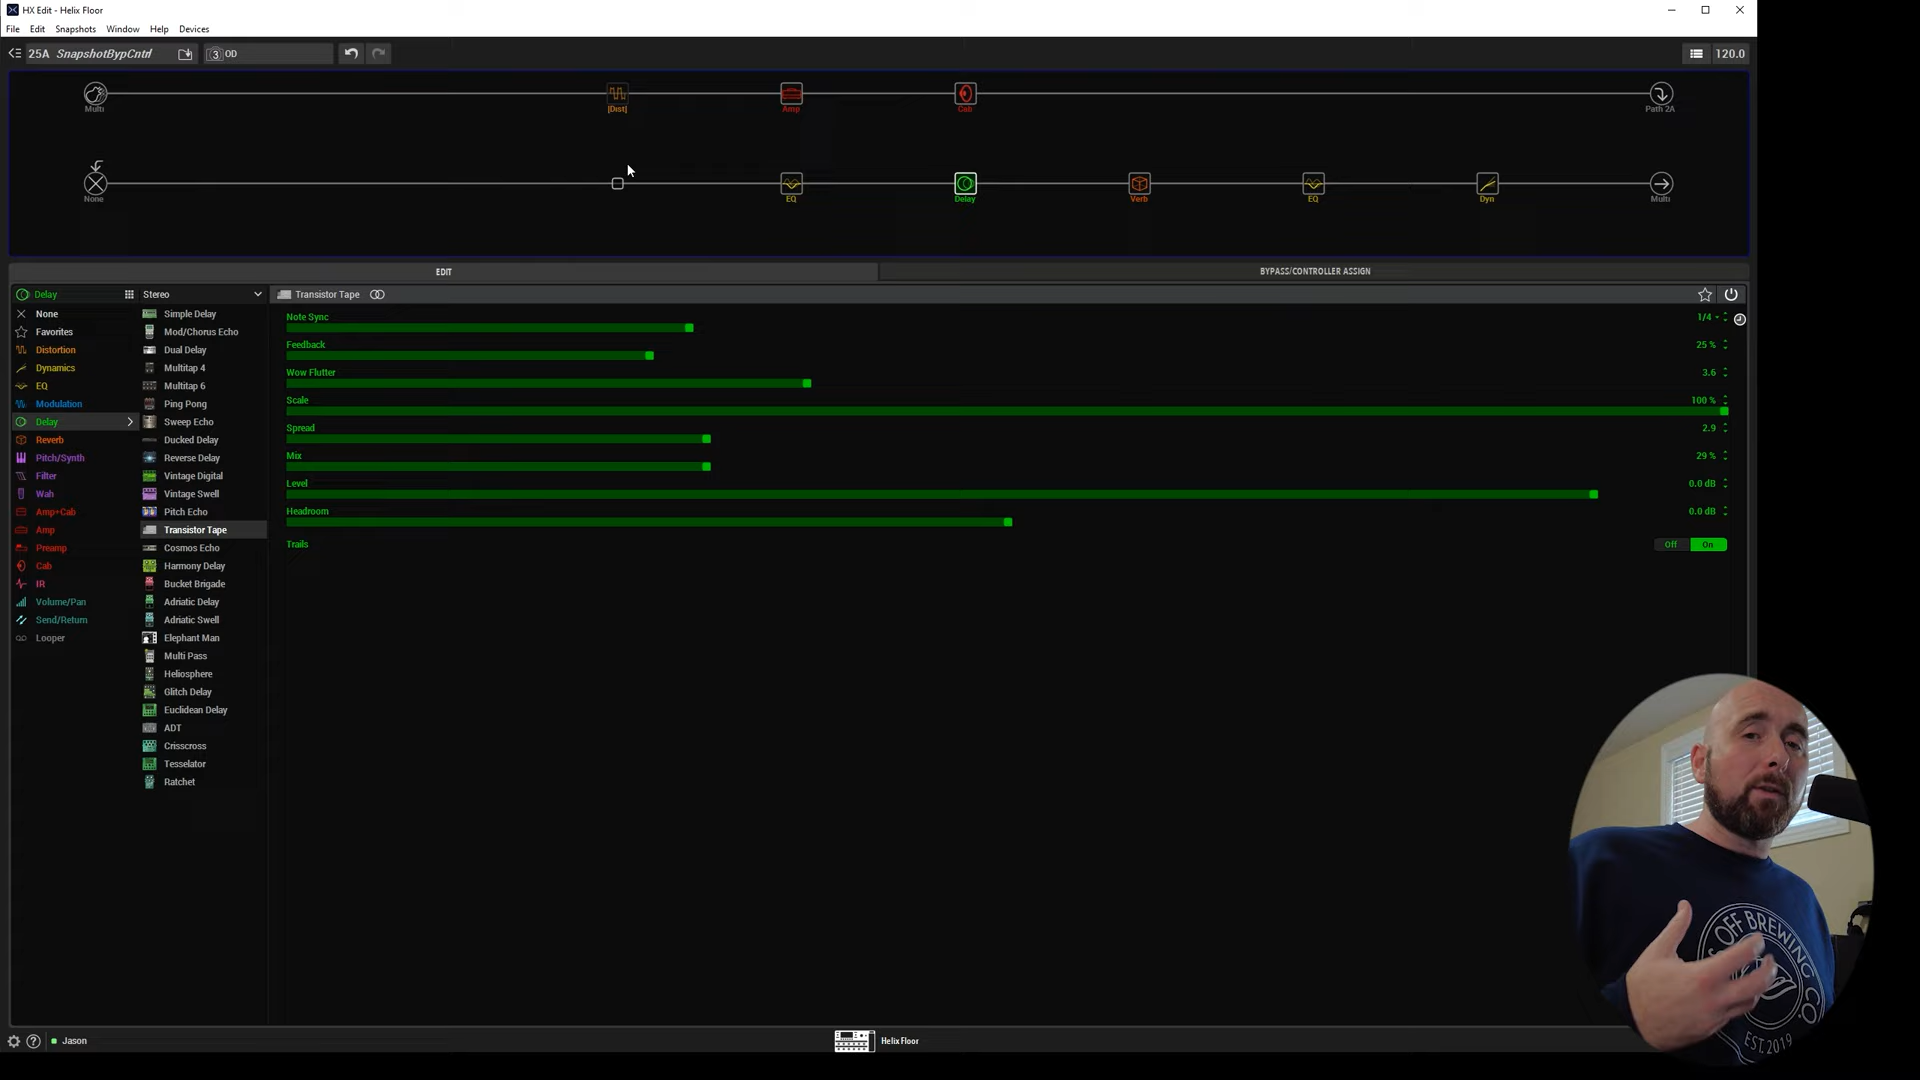 HX Edit - Helix Floor
File Edit Snapshots Window Help Devices
25A SnapshotBypCntrl 3 OD 120.0
Multi [Dist] Amp Cab Path 2A
None EQ Delay Verb EQ Dyn Multi
EDIT BYPASS/CONTROLLER ASSIGN
Delay Stereo Transistor Tape
None
Favorites
Distortion
Dynamics
EQ
Modulation
Delay
Reverb
Pitch/Synth
Filter
Wah
Amp+Cab
Amp
Preamp
Cab
IR
Volume/Pan
Send/Return
Looper
Simple Delay
Mod/Chorus Echo
Dual Delay
Multitap 4
Multitap 6
Ping Pong
Sweep Echo
Ducked Delay
Reverse Delay
Vintage Digital
Vintage Swell
Pitch Echo
Transistor Tape
Cosmos Echo
Harmony Delay
Bucket Brigade
Adriatic Delay
Adriatic Swell
Elephant Man
Multi Pass
Heliosphere
Glitch Delay
Euclidean Delay
ADT
Crisscross
Tesselator
Ratchet
Note Sync 1/4
Feedback 25 %
Wow Flutter 3.6
Scale 100 %
Spread 2.9
Mix 29 %
Level 0.0 dB
Headroom 0.0 dB
Trails Off On
OFF BREWING CO.
EST. 2019
Jason Helix Floor